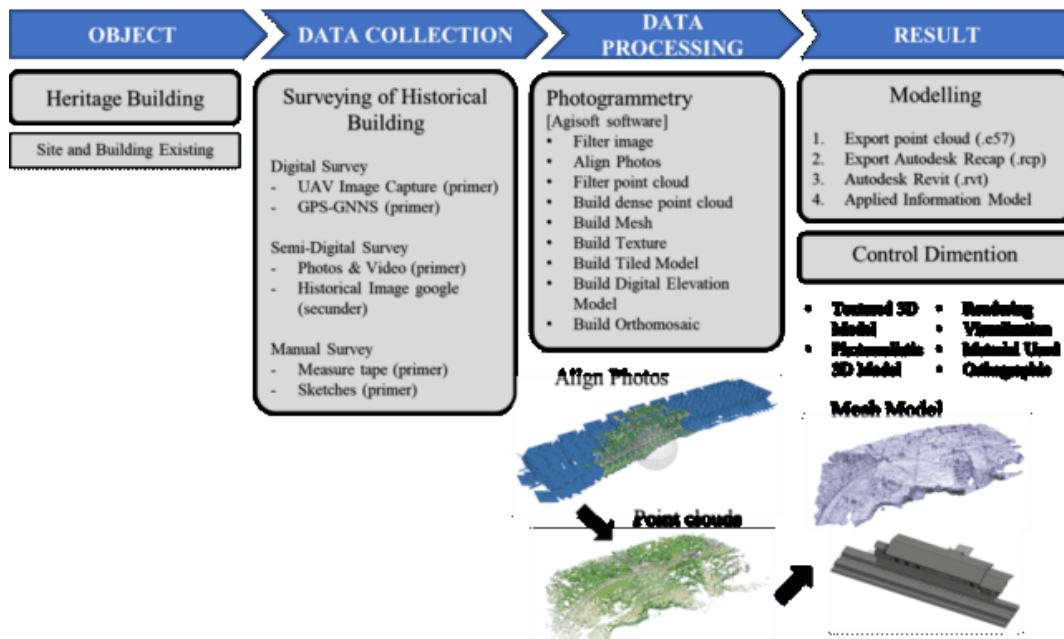 OBJECT
DATA COLLECTION
DATA
PROCESSING
RESULT
Heritage Building
Site and Building Existing
Surveying of Historical
Building
Digital Survey
- UAV Image Capture (primer)
- GPS-GNNS (primer)
Semi-Digital Survey
- Photos & Video (primer)
- Historical Image google
(secunder)
Manual Survey
- Measure tape (primer)
- Sketches (primer)
Photogrammetry
[Agisoft software]
• Filter image
• Align Photos
• Filter point cloud
• Build dense point cloud
• Build Mesh
• Build Texture
• Build Tiled Model
• Build Digital Elevation
Model
• Build Orthomosaic
Align Photos
Point clouds
Modelling
1. Export point cloud (.e57)
2. Export Autodesk Recap (.rcp)
3. Autodesk Revit (.rvt)
4. Applied Information Model
Control Dimention
• Textured 3D
Model
• Photorealistic
3D Model
• Rendering
• Visualization
• Material Used
• Orthographic
Mesh Model